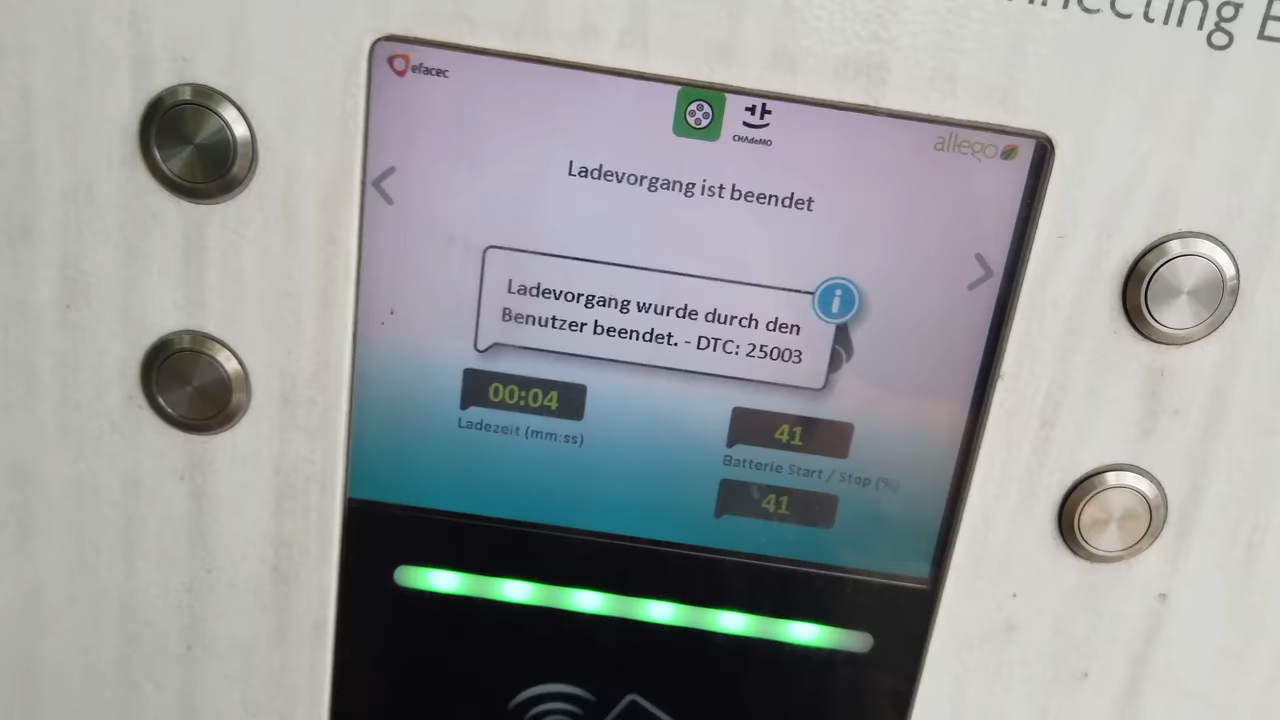 efacec
CHAdeMO
allego
Ladevorgang ist beendet
Ladevorgang wurde durch den
Benutzer beendet. - DTC: 25003
00:04
Ladezeit (mm:ss)
41
Batterie Start / Stop (%)
41